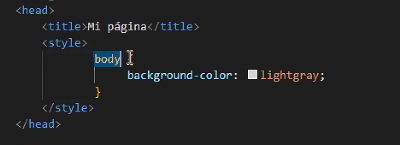 <head>
<title>Mi página</title>
<style>
body {
background-color: lightgray;
}
</style>
</head>